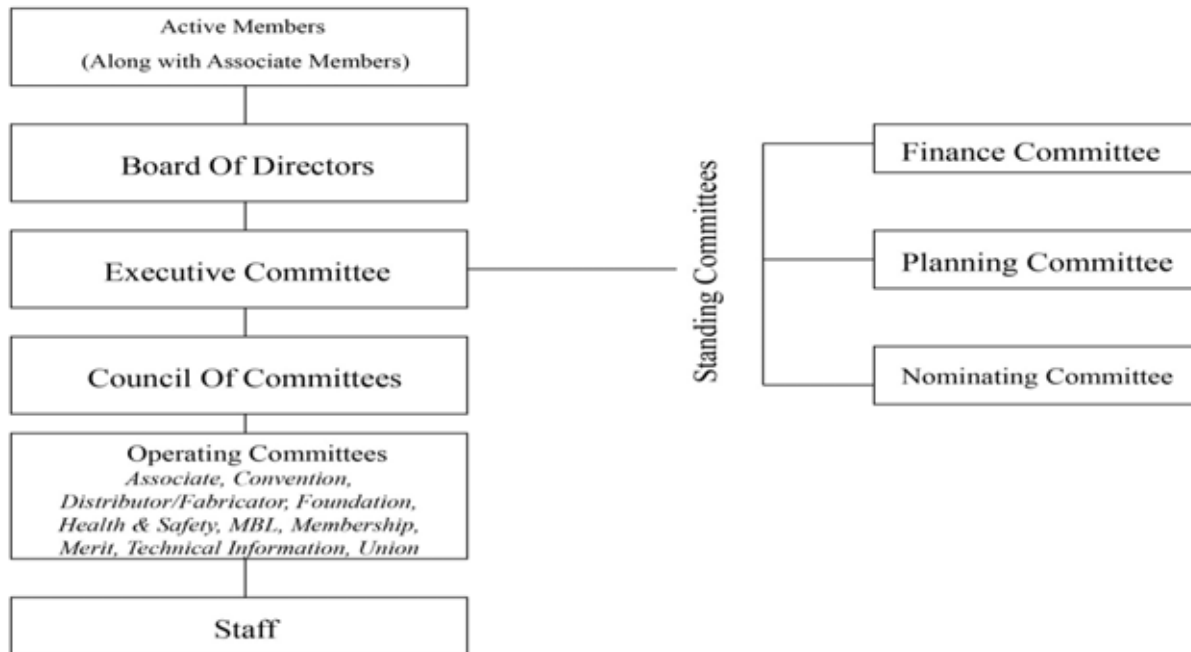 Active Members
(Along with Associate Members)
Board Of Directors
Executive Committee
Council Of Committees
Operating Committees
Associate, Convention,
Distributor/Fabricator, Foundation,
Health & Safety, MBL, Membership,
Merit, Technical Information, Union
Staff
Standing Committees
Finance Committee
Planning Committee
Nominating Committee